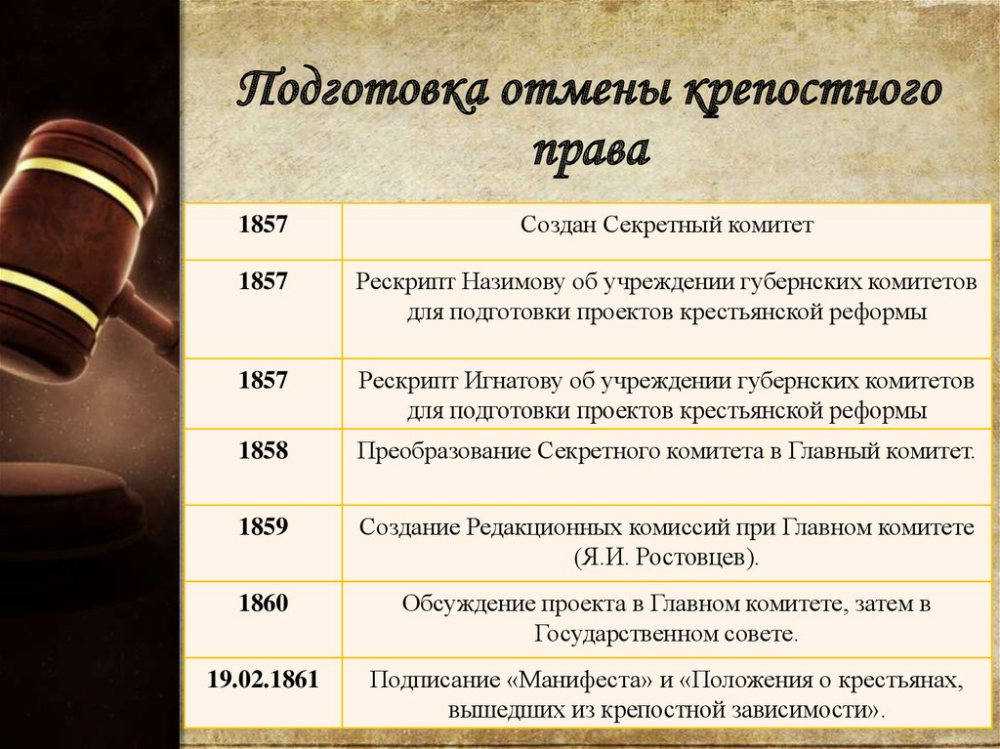 Подготовка отмены крепостного
права
1857
Создан Секретный комитет
1857
Рескрипт Назимову об учреждении губернских комитетов
для подготовки проектов крестьянской реформы
1857
Рескрипт Игнатову об учреждении губернских комитетов
для подготовки проектов крестьянской реформы
1858
Преобразование Секретного комитета в Главный комитет.
1859
Создание Редакционных комиссий при Главном комитете
(Я.И. Ростовцев).
1860
Обсуждение проекта в Главном комитете, затем в
Государственном совете.
19.02.1861
Подписание «Манифеста» и «Положения о крестьянах,
вышедших из крепостной зависимости».